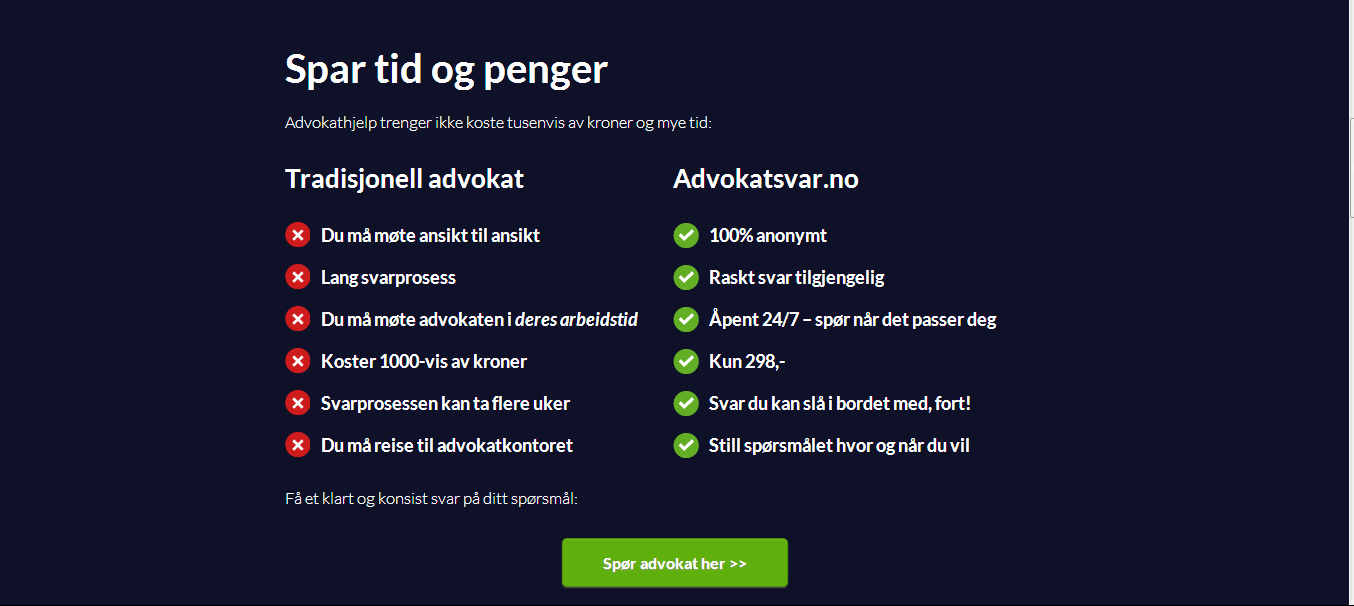 Spar tid og penger
Advokathjelp trenger ikke koste tusenvis av kroner og mye tid:
Tradisjonell advokat
Du må møte ansikt til ansikt
Lang svarprosess
Du må møte advokaten i deres arbeidstid
Koster 1000-vis av kroner
Svarprosessen kan ta flere uker
Du må reise til advokatkontoret
Advokatsvar.no
100% anonymt
Raskt svar tilgjengelig
Åpent 24/7 – spør når det passer deg
Kun 298,-
Svar du kan slå i bordet med, fort!
Still spørsmålet hvor og når du vil
Få et klart og konsist svar på ditt spørsmål:
Spør advokat her >>